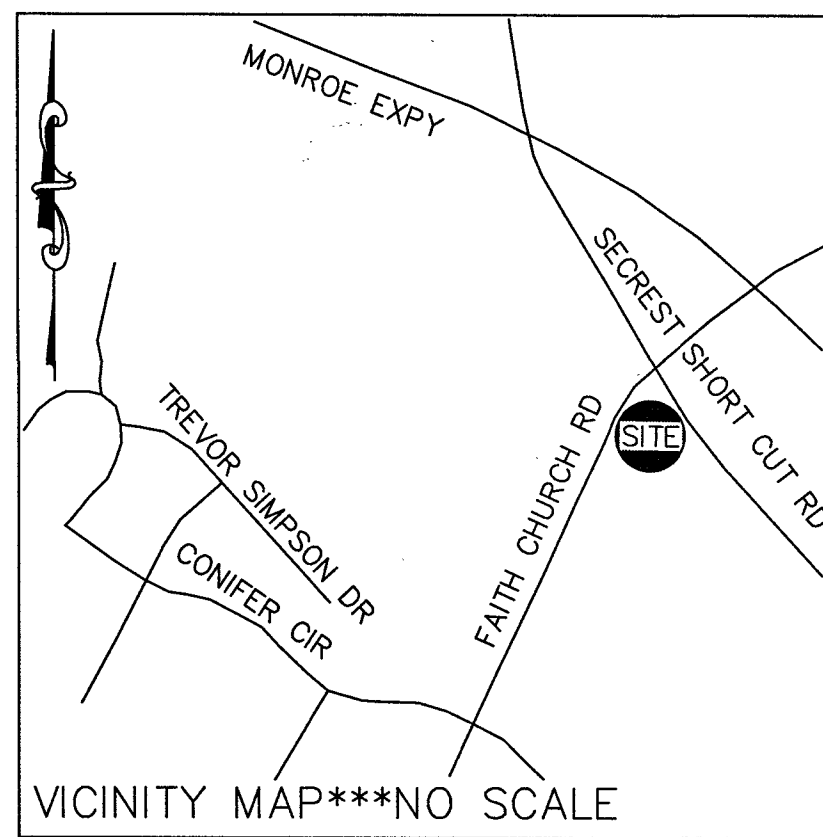 MONROE EXPY
SECREST SHORT CUT RD
TREVOR SIMPSON DR
FAITH CHURCH RD
SITE
CONIFER CIR
VICINITY MAP***NO SCALE